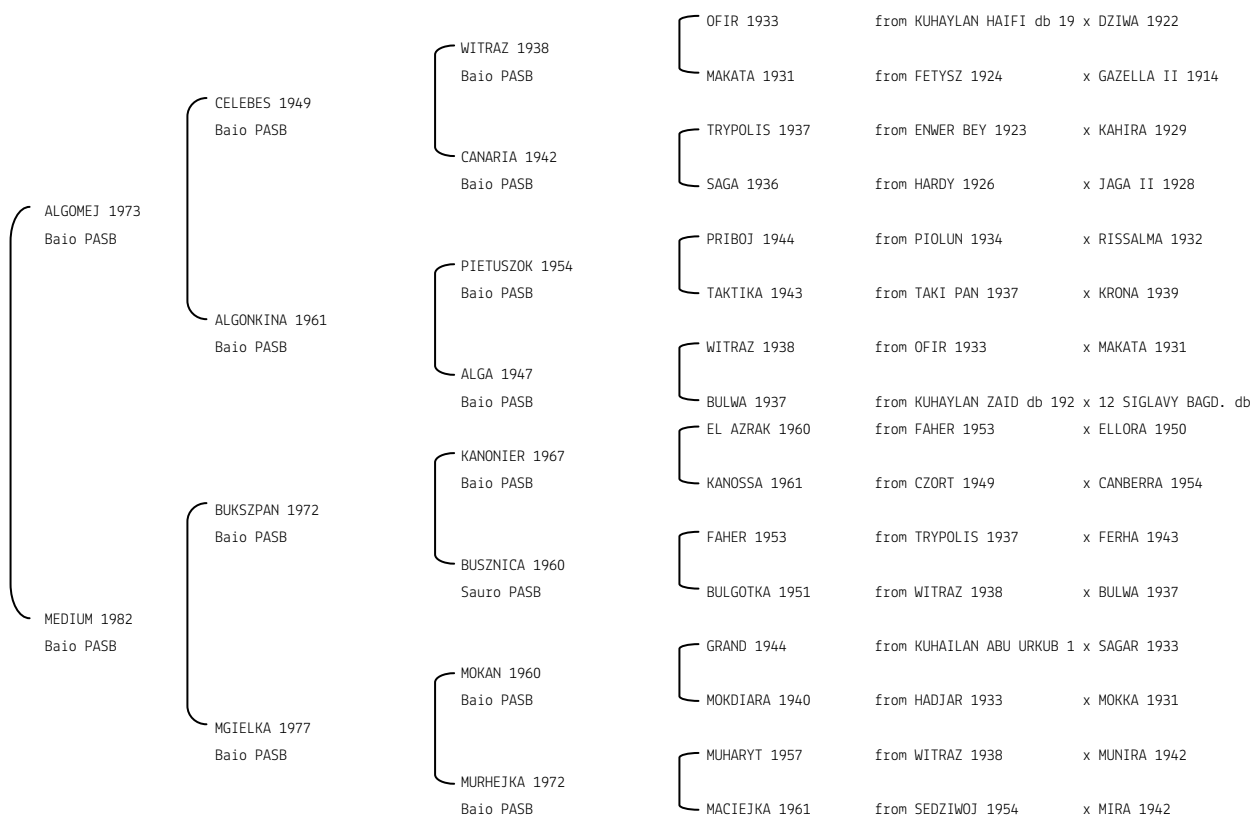 OFIR 1933 from KUHAYLAN HAIFI db 19 x DZIWA 1922
WITRAZ 1938
Baio PASB MAKATA 1931 from FETYSZ 1924 x GAZELLA II 1914
CELEBES 1949
Baio PASB TRYPOLIS 1937 from ENWER BEY 1923 x KAHIRA 1929
CANARIA 1942
Baio PASB SAGA 1936 from HARDY 1926 x JAGA II 1928
ALGOMEJ 1973
Baio PASB PRIBOJ 1944 from PIOLUN 1934 x RISSALMA 1932
PIETUSZOK 1954
Baio PASB TAKTIKA 1943 from TAKI PAN 1937 x KRONA 1939
ALGONKINA 1961
Baio PASB WITRAZ 1938 from OFIR 1933 x MAKATA 1931
ALGA 1947
Baio PASB BULWA 1937 from KUHAYLAN ZAID db 192 x 12 SIGLAVY BAGD. db
EL AZRAK 1960 from FAHER 1953 x ELLORA 1950
KANONIER 1967
Baio PASB KANOSSA 1961 from CZORT 1949 x CANBERRA 1954
BUKSZPAN 1972
Baio PASB FAHER 1953 from TRYPOLIS 1937 x FERHA 1943
BUSZNICA 1960
Sauro PASB BULGOTKA 1951 from WITRAZ 1938 x BULWA 1937
MEDIUM 1982
Baio PASB GRAND 1944 from KUHAILAN ABU URKUB 1 x SAGAR 1933
MOKAN 1960
Baio PASB MOKDIARA 1940 from HADJAR 1933 x MOKKA 1931
MGIELKA 1977
Baio PASB MUHARYT 1957 from WITRAZ 1938 x MUNIRA 1942
MURHEJKA 1972
Baio PASB MACIEJKA 1961 from SEDZIWOJ 1954 x MIRA 1942